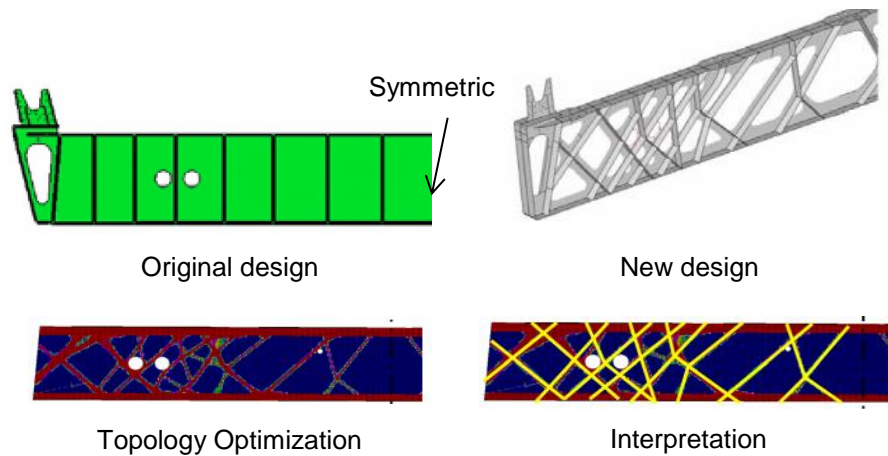 Symmetric
Original design
New design
Topology Optimization
Interpretation